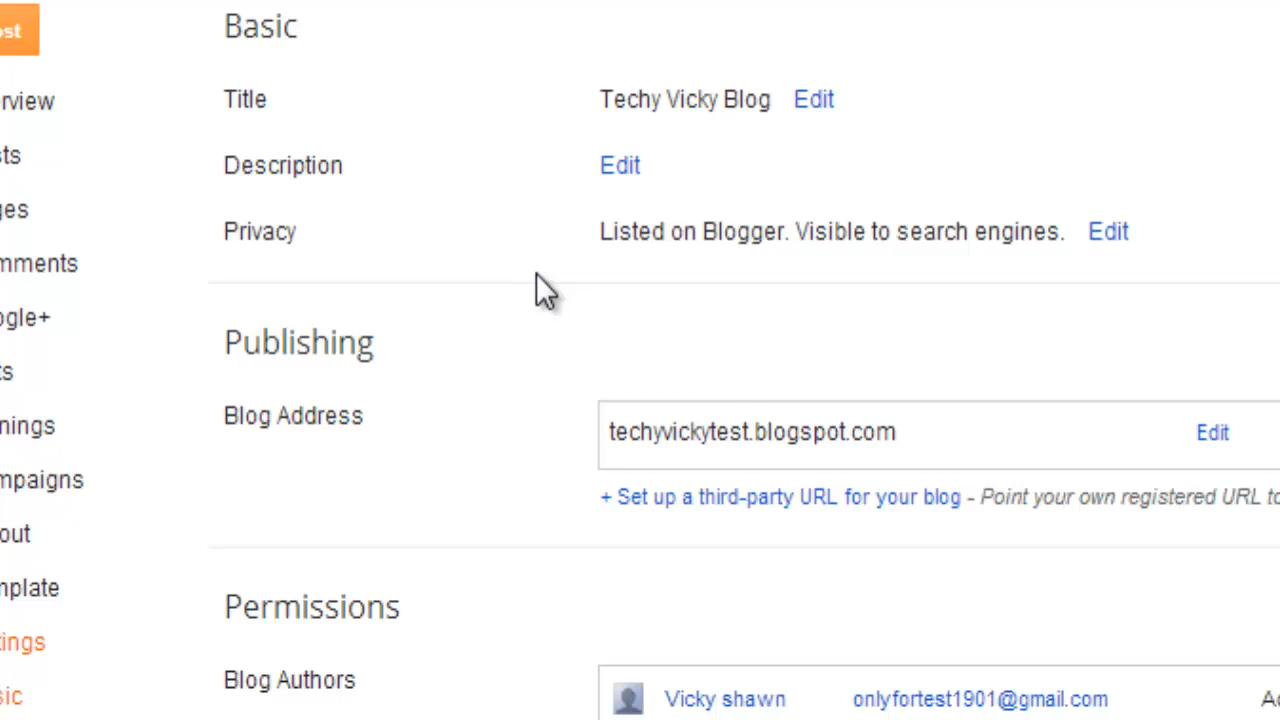 ost
Basic
Title Techy Vicky Blog Edit
rview
Description Edit
sts
ges
Privacy Listed on Blogger. Visible to search engines. Edit
mments
ogle+
Publishing
ts
Blog Address
nings
techyvickytest.blogspot.com Edit
mpaigns
+ Set up a third-party URL for your blog - Point your own registered URL to
out
mplate
Permissions
tings
Blog Authors
sic
Vicky shawn onlyfortest1901@gmail.com Ad